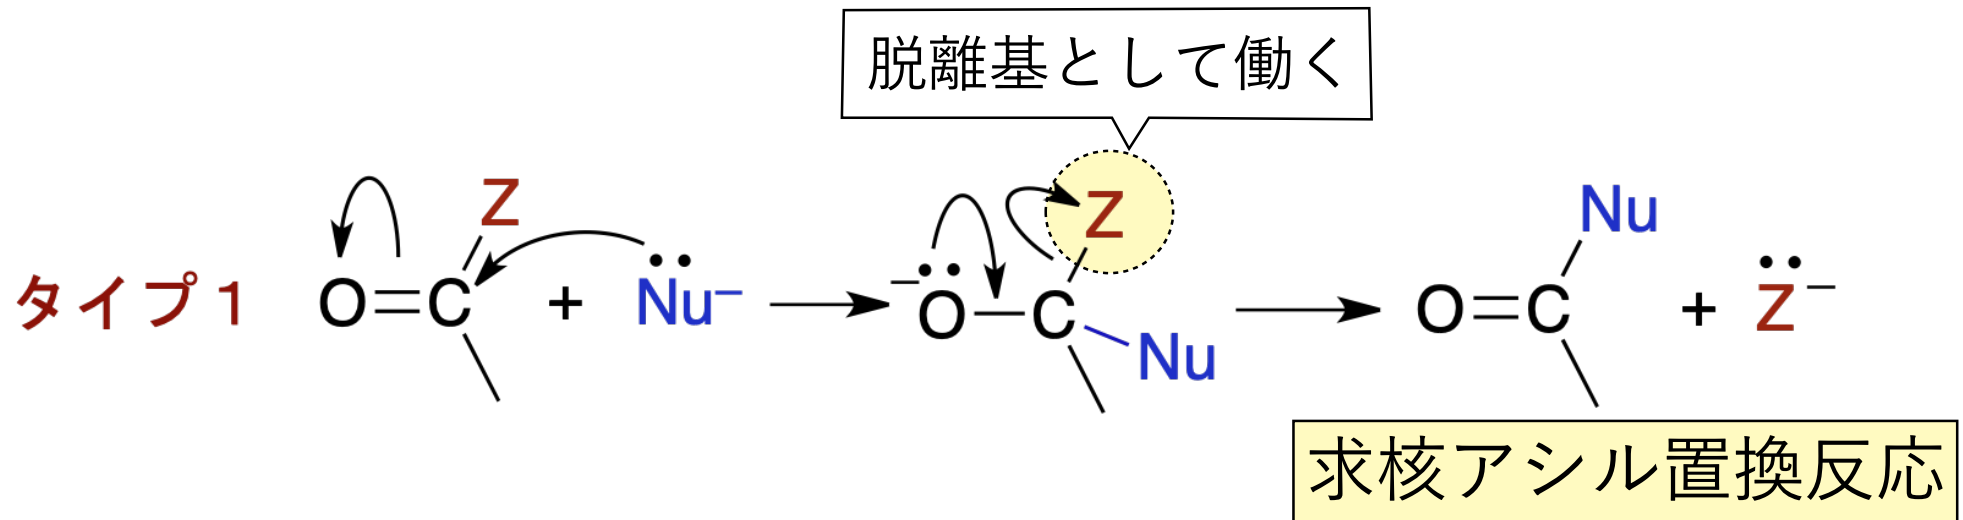 脱離基として働く
タイプ1 O=C Z + Nu− → −O−C Z Nu → O=C Nu + Z−
求核アシル置換反応